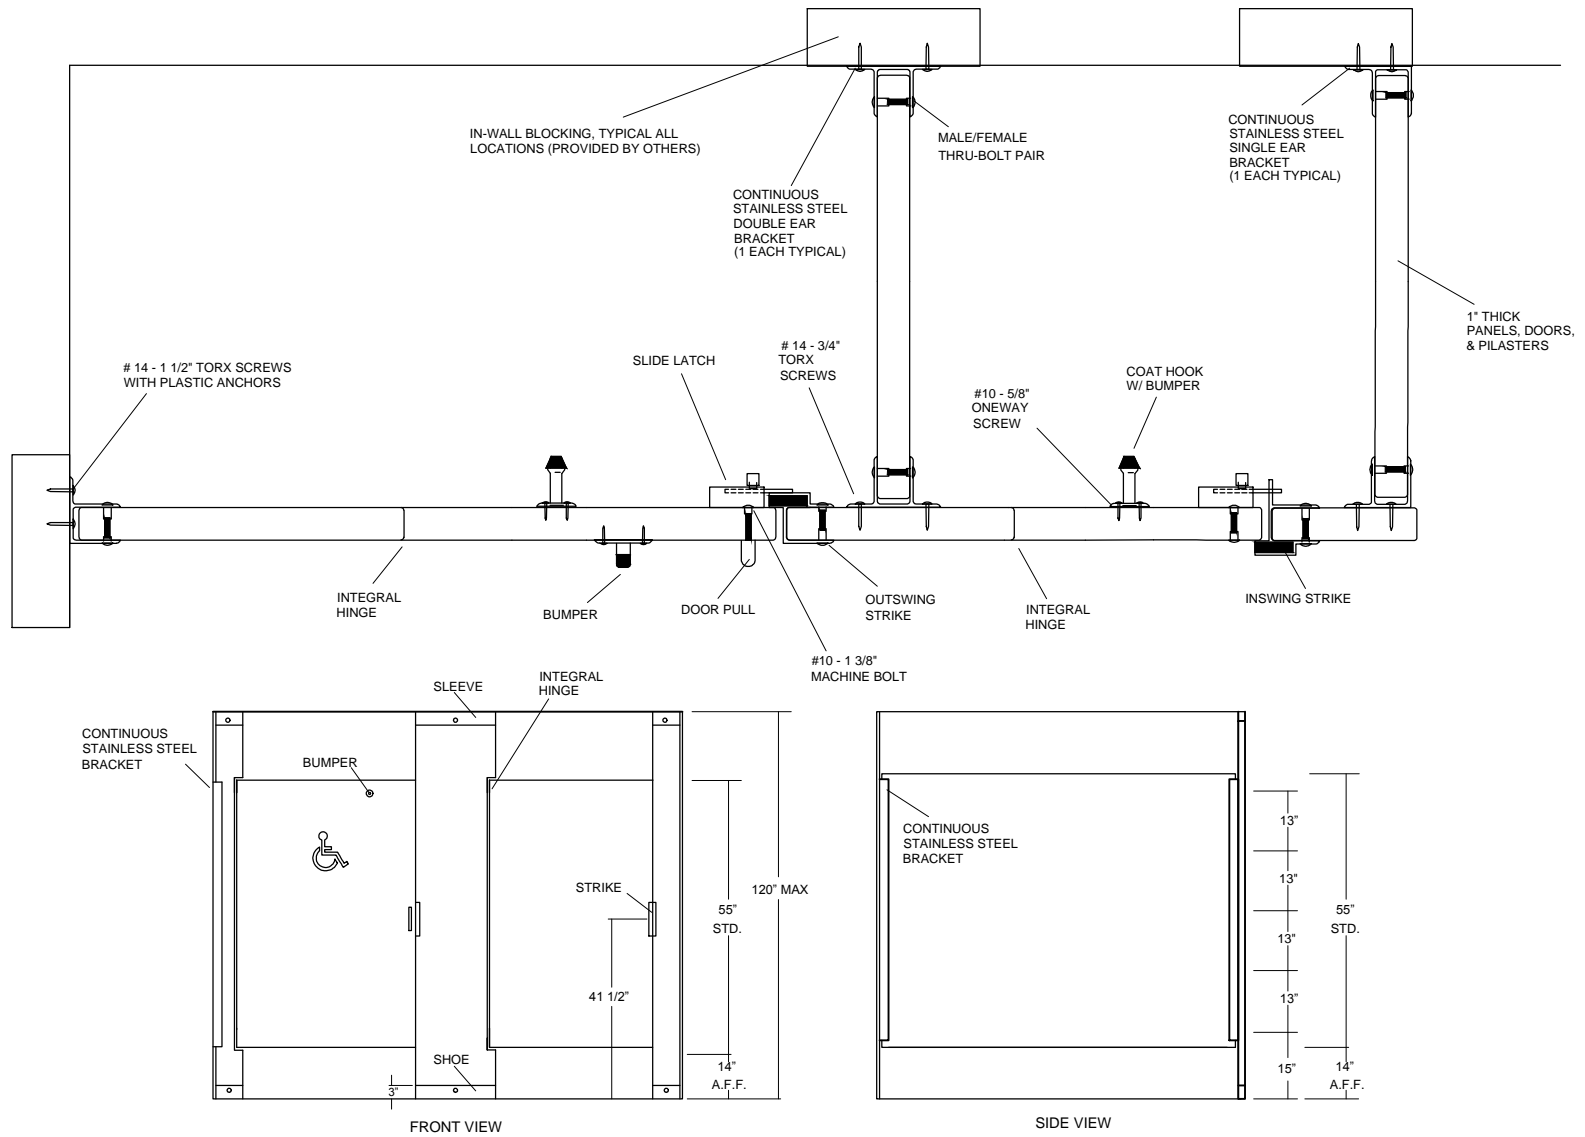 IN-WALL BLOCKING, TYPICAL ALL
LOCATIONS (PROVIDED BY OTHERS)
MALE/FEMALE
THRU-BOLT PAIR
CONTINUOUS
STAINLESS STEEL
SINGLE EAR
BRACKET
(1 EACH TYPICAL)
CONTINUOUS
STAINLESS STEEL
DOUBLE EAR
BRACKET
(1 EACH TYPICAL)
1" THICK
PANELS, DOORS,
& PILASTERS
# 14 - 1 1/2" TORX SCREWS
WITH PLASTIC ANCHORS
SLIDE LATCH
# 14 - 3/4"
TORX
SCREWS
#10 - 5/8"
ONEWAY
SCREW
COAT HOOK
W/ BUMPER
INTEGRAL
HINGE
BUMPER
DOOR PULL
OUTSWING
STRIKE
INTEGRAL
HINGE
INSWING STRIKE
#10 - 1 3/8"
MACHINE BOLT
SLEEVE
INTEGRAL
HINGE
CONTINUOUS
STAINLESS STEEL
BRACKET
BUMPER
STRIKE
41 1/2"
55"
STD.
120" MAX
14"
A.F.F.
SHOE
3"
FRONT VIEW
CONTINUOUS
STAINLESS STEEL
BRACKET
13"
13"
13"
13"
15"
55"
STD.
14"
A.F.F.
SIDE VIEW